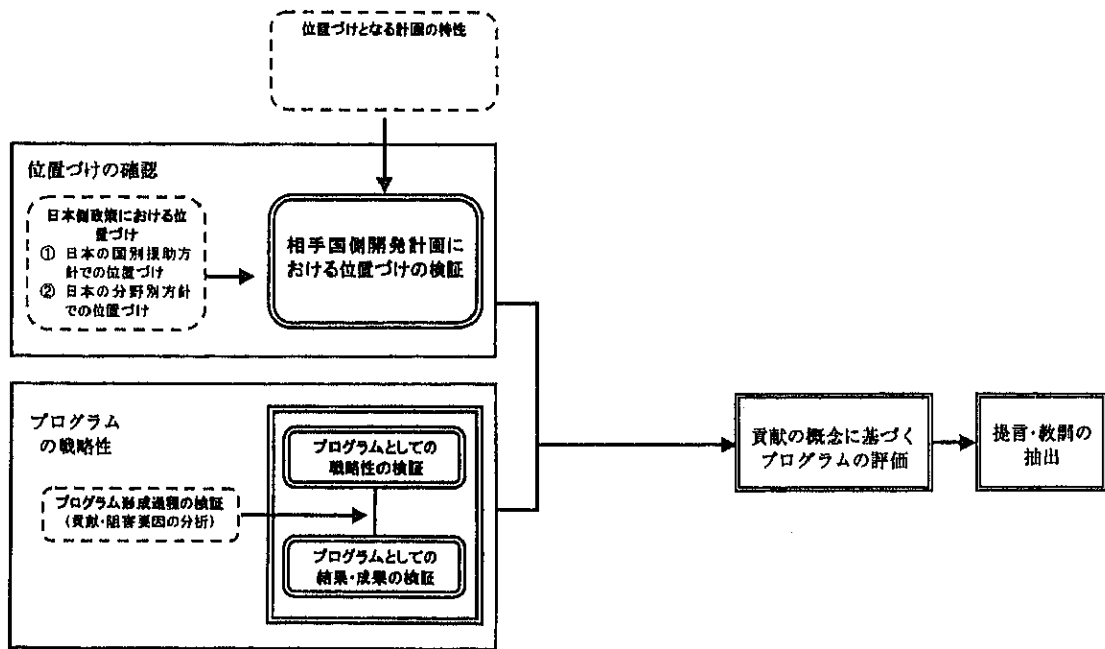 位置づけとなる計画の特性
位置づけの確認
日本側政策における位
置づけ
① 日本の国別援助方
針での位置づけ
② 日本の分野別方針
での位置づけ
相手国側開発計画に
おける位置づけの検証
プログラム
の戦略性
プログラムとしての
戦略性の検証
プログラム形成過程の検証
(貢献・阻害要因の分析)
プログラムとしての
結果・成果の検証
貢献の概念に基づく
プログラムの評価
提言・教訓の
抽出